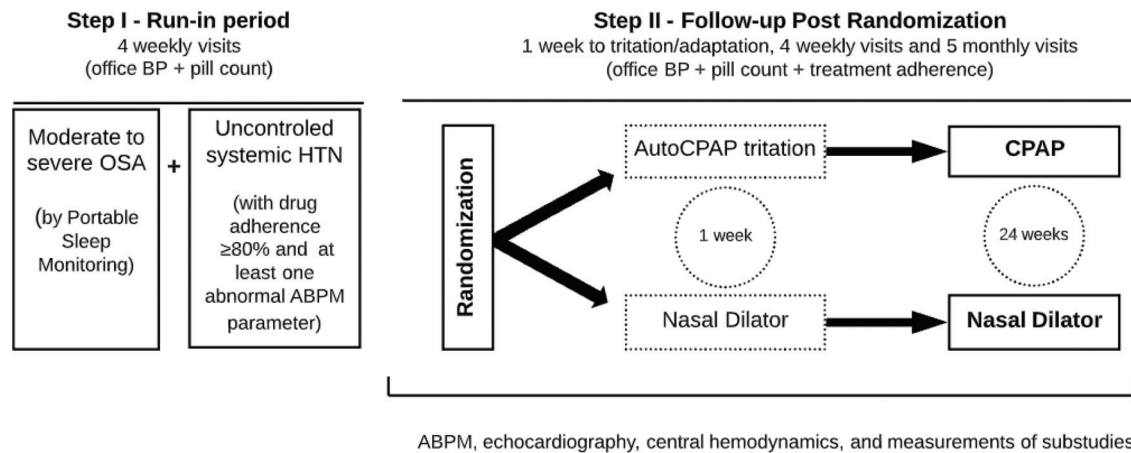 Step I - Run-in period
4 weekly visits
(office BP + pill count)
Step II - Follow-up Post Randomization
1 week to tritation/adaptation, 4 weekly visits and 5 monthly visits
(office BP + pill count + treatment adherence)
Moderate to
severe OSA
(by Portable
Sleep
Monitoring)
+
Uncontroled
systemic HTN
(with drug
adherence
≥80% and at
least one
abnormal ABPM
parameter)
Randomization
AutoCPAP tritation
CPAP
1 week
24 weeks
Nasal Dilator
Nasal Dilator
ABPM, echocardiography, central hemodynamics, and measurements of substudies